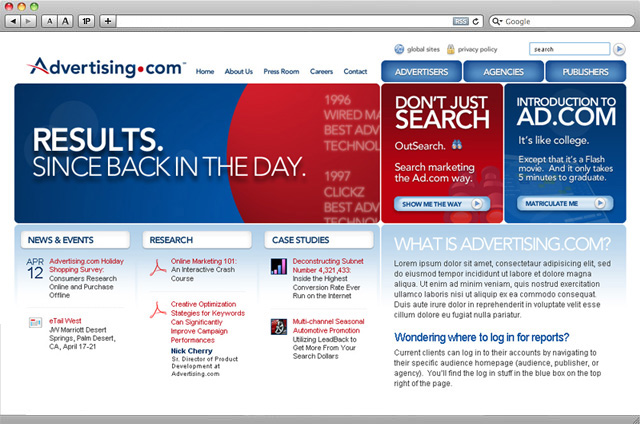 A A 1P + RSS Google
global sites privacy policy search
Advertising.com Home About Us Press Room Careers Contact ADVERTISERS AGENCIES PUBLISHERS
RESULTS.
SINCE BACK IN THE DAY.
1996
WIRED MA
BEST ADV
TECHNOL
1997
CLICKZ
BEST ADV
TECHNOL
DON'T JUST
SEARCH
OutSearch.
Search marketing
the Ad.com way.
SHOW ME THE WAY
INTRODUCTION TO
AD.COM
It's like college.
Except that it's a Flash
movie. And it only takes
5 minutes to graduate.
MATRICULATE ME
NEWS & EVENTS
APR
12
Advertising.com Holiday
Shopping Survey:
Consumers Research
Online and Purchase
Offline
eTail West
JW Marriott Desert
Springs, Palm Desert,
CA, April 17-21
RESEARCH
Online Marketing 101:
An Interactive Crash
Course
Creative Optimization
Strategies for Keywords
Can Significantly
Improve Campaign
Performances
Nick Cherry
Sr. Director of Product
Development at
Advertising.com
CASE STUDIES
Deconstructing Subnet
Number 4,321,433:
Inside the Highest
Conversion Rate Ever
Run on the Internet
Multi-channel Seasonal
Automotive Promotion
Utilizing LeadBack to
Get More From Your
Search Dollars
WHAT IS ADVERTISING.COM?
Lorem ipsum dolor sit amet, consectetaur adipisicing elit, sed
do eiusmod tempor incididunt ut labore et dolore magna
aliqua. Ut enim ad minim veniam, quis nostrud exercitation
ullamco laboris nisi ut aliquip ex ea commodo consequat.
Duis aute irure dolor in reprehenderit in voluptate velit esse
cillum dolore eu fugiat nulla pariatur.
Wondering where to log in for reports?
Current clients can log in to their accounts by navigating to
their specific audience homepage (audience, publisher, or
agency). You'll find the log in stuff in the blue box on the top
right of the page.